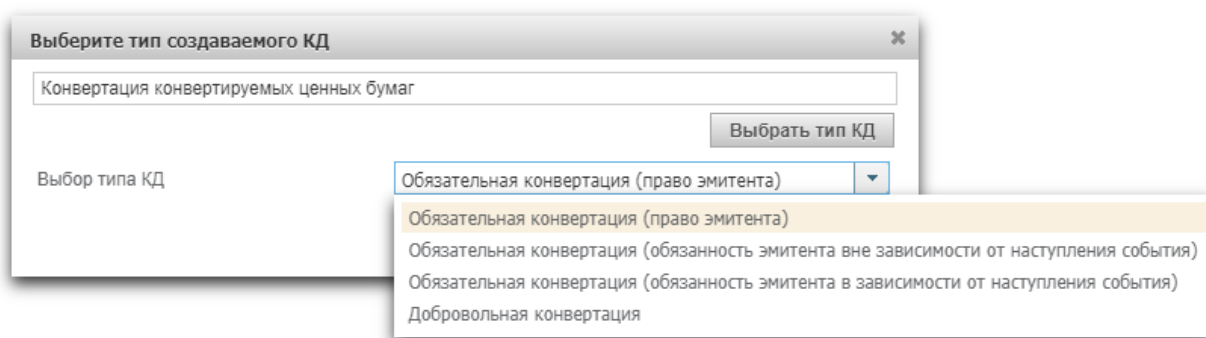 Выберите тип создаваемого КД
Конвертация конвертируемых ценных бумаг
Выбрать тип КД
Выбор типа КД
Обязательная конвертация (право эмитента)
Обязательная конвертация (право эмитента)
Обязательная конвертация (обязанность эмитента вне зависимости от наступления события)
Обязательная конвертация (обязанность эмитента в зависимости от наступления события)
Добровольная конвертация